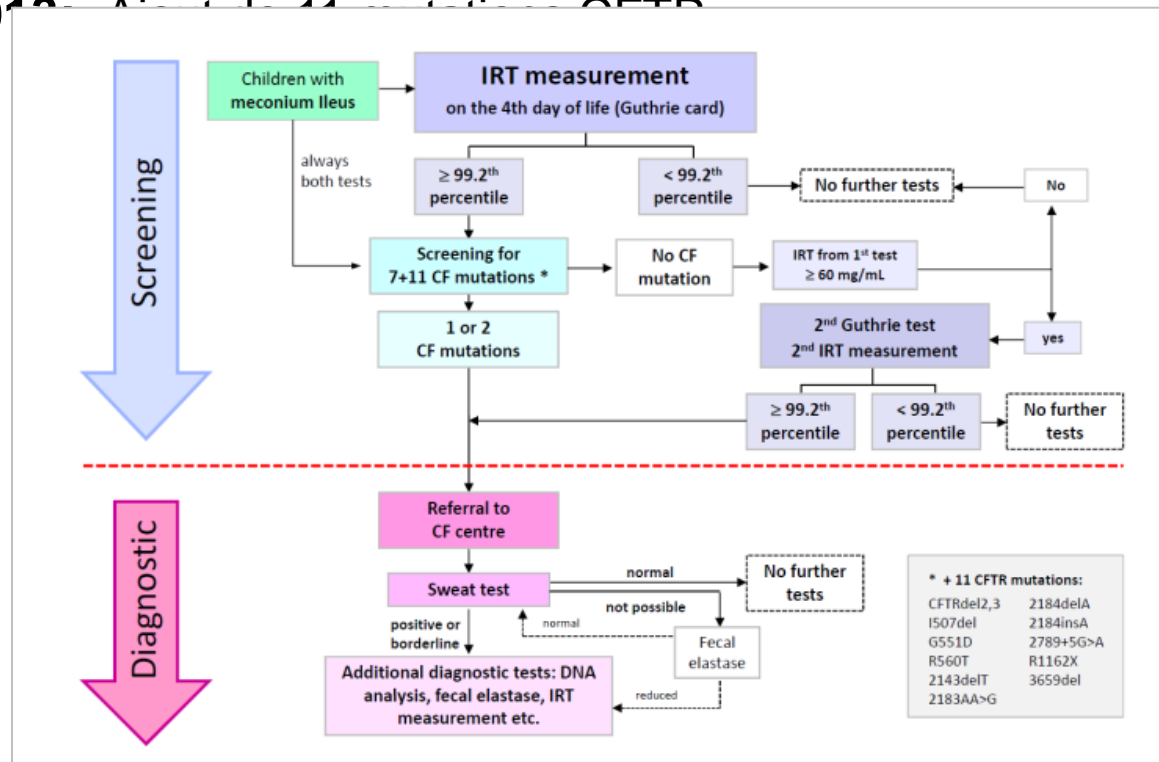 Screening
Children with
meconium Ileus
IRT measurement
on the 4th day of life (Guthrie card)
always
both tests
≥ 99.2th
percentile
< 99.2th
percentile
No further tests
No
Screening for
7+11 CF mutations *
No CF
mutation
IRT from 1st test
≥ 60 mg/mL
1 or 2
CF mutations
2nd Guthrie test
2nd IRT measurement
yes
≥ 99.2th
percentile
< 99.2th
percentile
No further
tests
Diagnostic
Referral to
CF centre
Sweat test
normal
No further
tests
not possible
positive or
borderline
normal
Fecal
elastase
Additional diagnostic tests: DNA
analysis, fecal elastase, IRT
measurement etc.
reduced
* + 11 CFTR mutations:
CFTRdel2,3 2184delA
I507del 2184insA
G551D 2789+5G>A
R560T R1162X
2143delT 3659del
2183AA>G